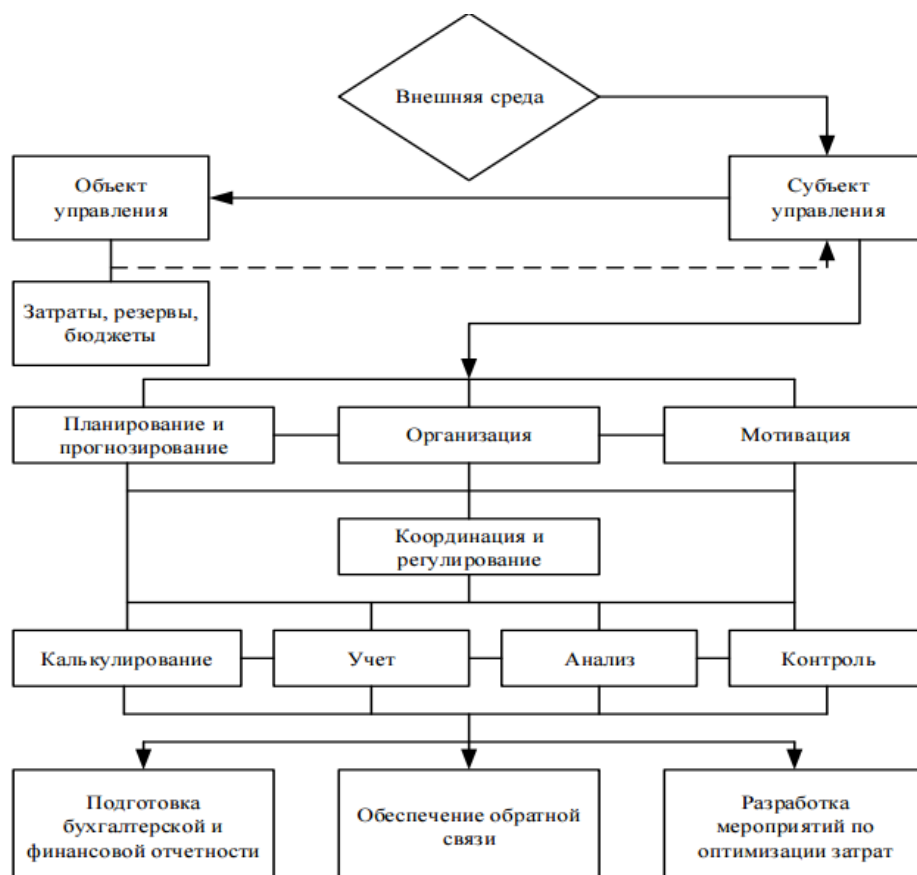 Внешняя среда
Объект
управления
Субъект
управления
Затраты, резервы,
бюджеты
Планирование и
прогнозирование
Организация
Мотивация
Координация и
регулирование
Калькулирование
Учет
Анализ
Контроль
Подготовка
бухгалтерской и
финансовой отчетности
Обеспечение обратной
связи
Разработка
мероприятий по
оптимизации затрат